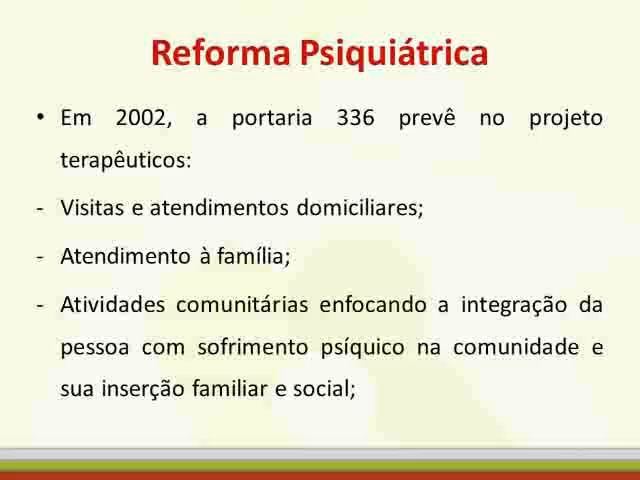 Reforma Psiquiátrica
• Em 2002, a portaria 336 prevê no projeto
terapêuticos:
- Visitas e atendimentos domiciliares;
- Atendimento à família;
- Atividades comunitárias enfocando a integração da
pessoa com sofrimento psíquico na comunidade e
sua inserção familiar e social;